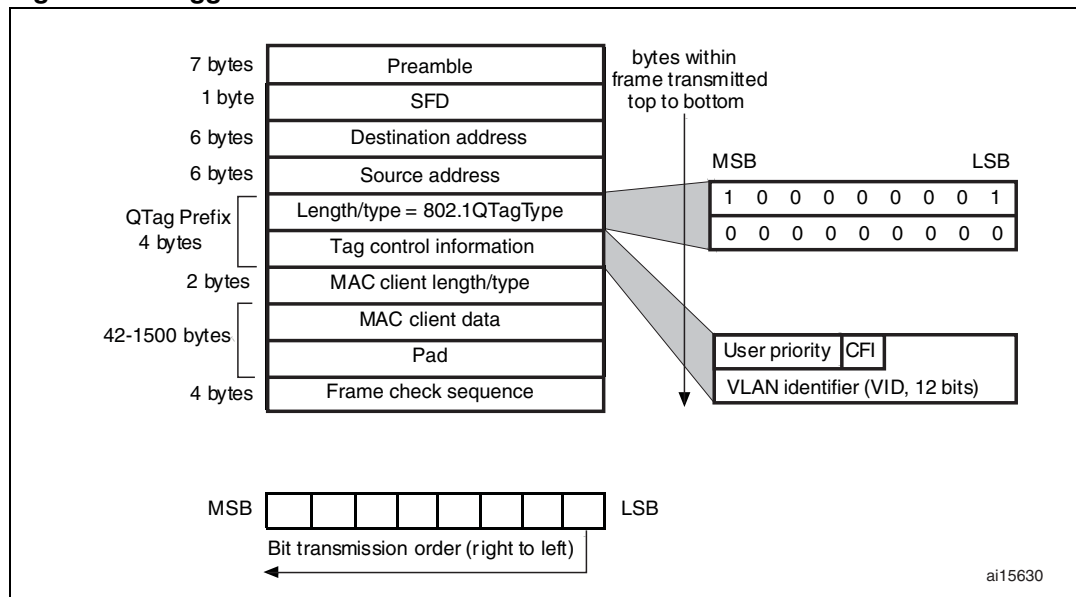 7 bytes Preamble
1 byte SFD
6 bytes Destination address
6 bytes Source address
QTag Prefix
4 bytes
Length/type = 802.1QTagType
Tag control information
2 bytes MAC client length/type
42-1500 bytes
MAC client data
Pad
4 bytes Frame check sequence
bytes within
frame transmitted
top to bottom
MSB LSB
1 0 0 0 0 0 0 0 1
0 0 0 0 0 0 0 0 0
User priority CFI
VLAN identifier (VID, 12 bits)
MSB LSB
Bit transmission order (right to left)
ai15630